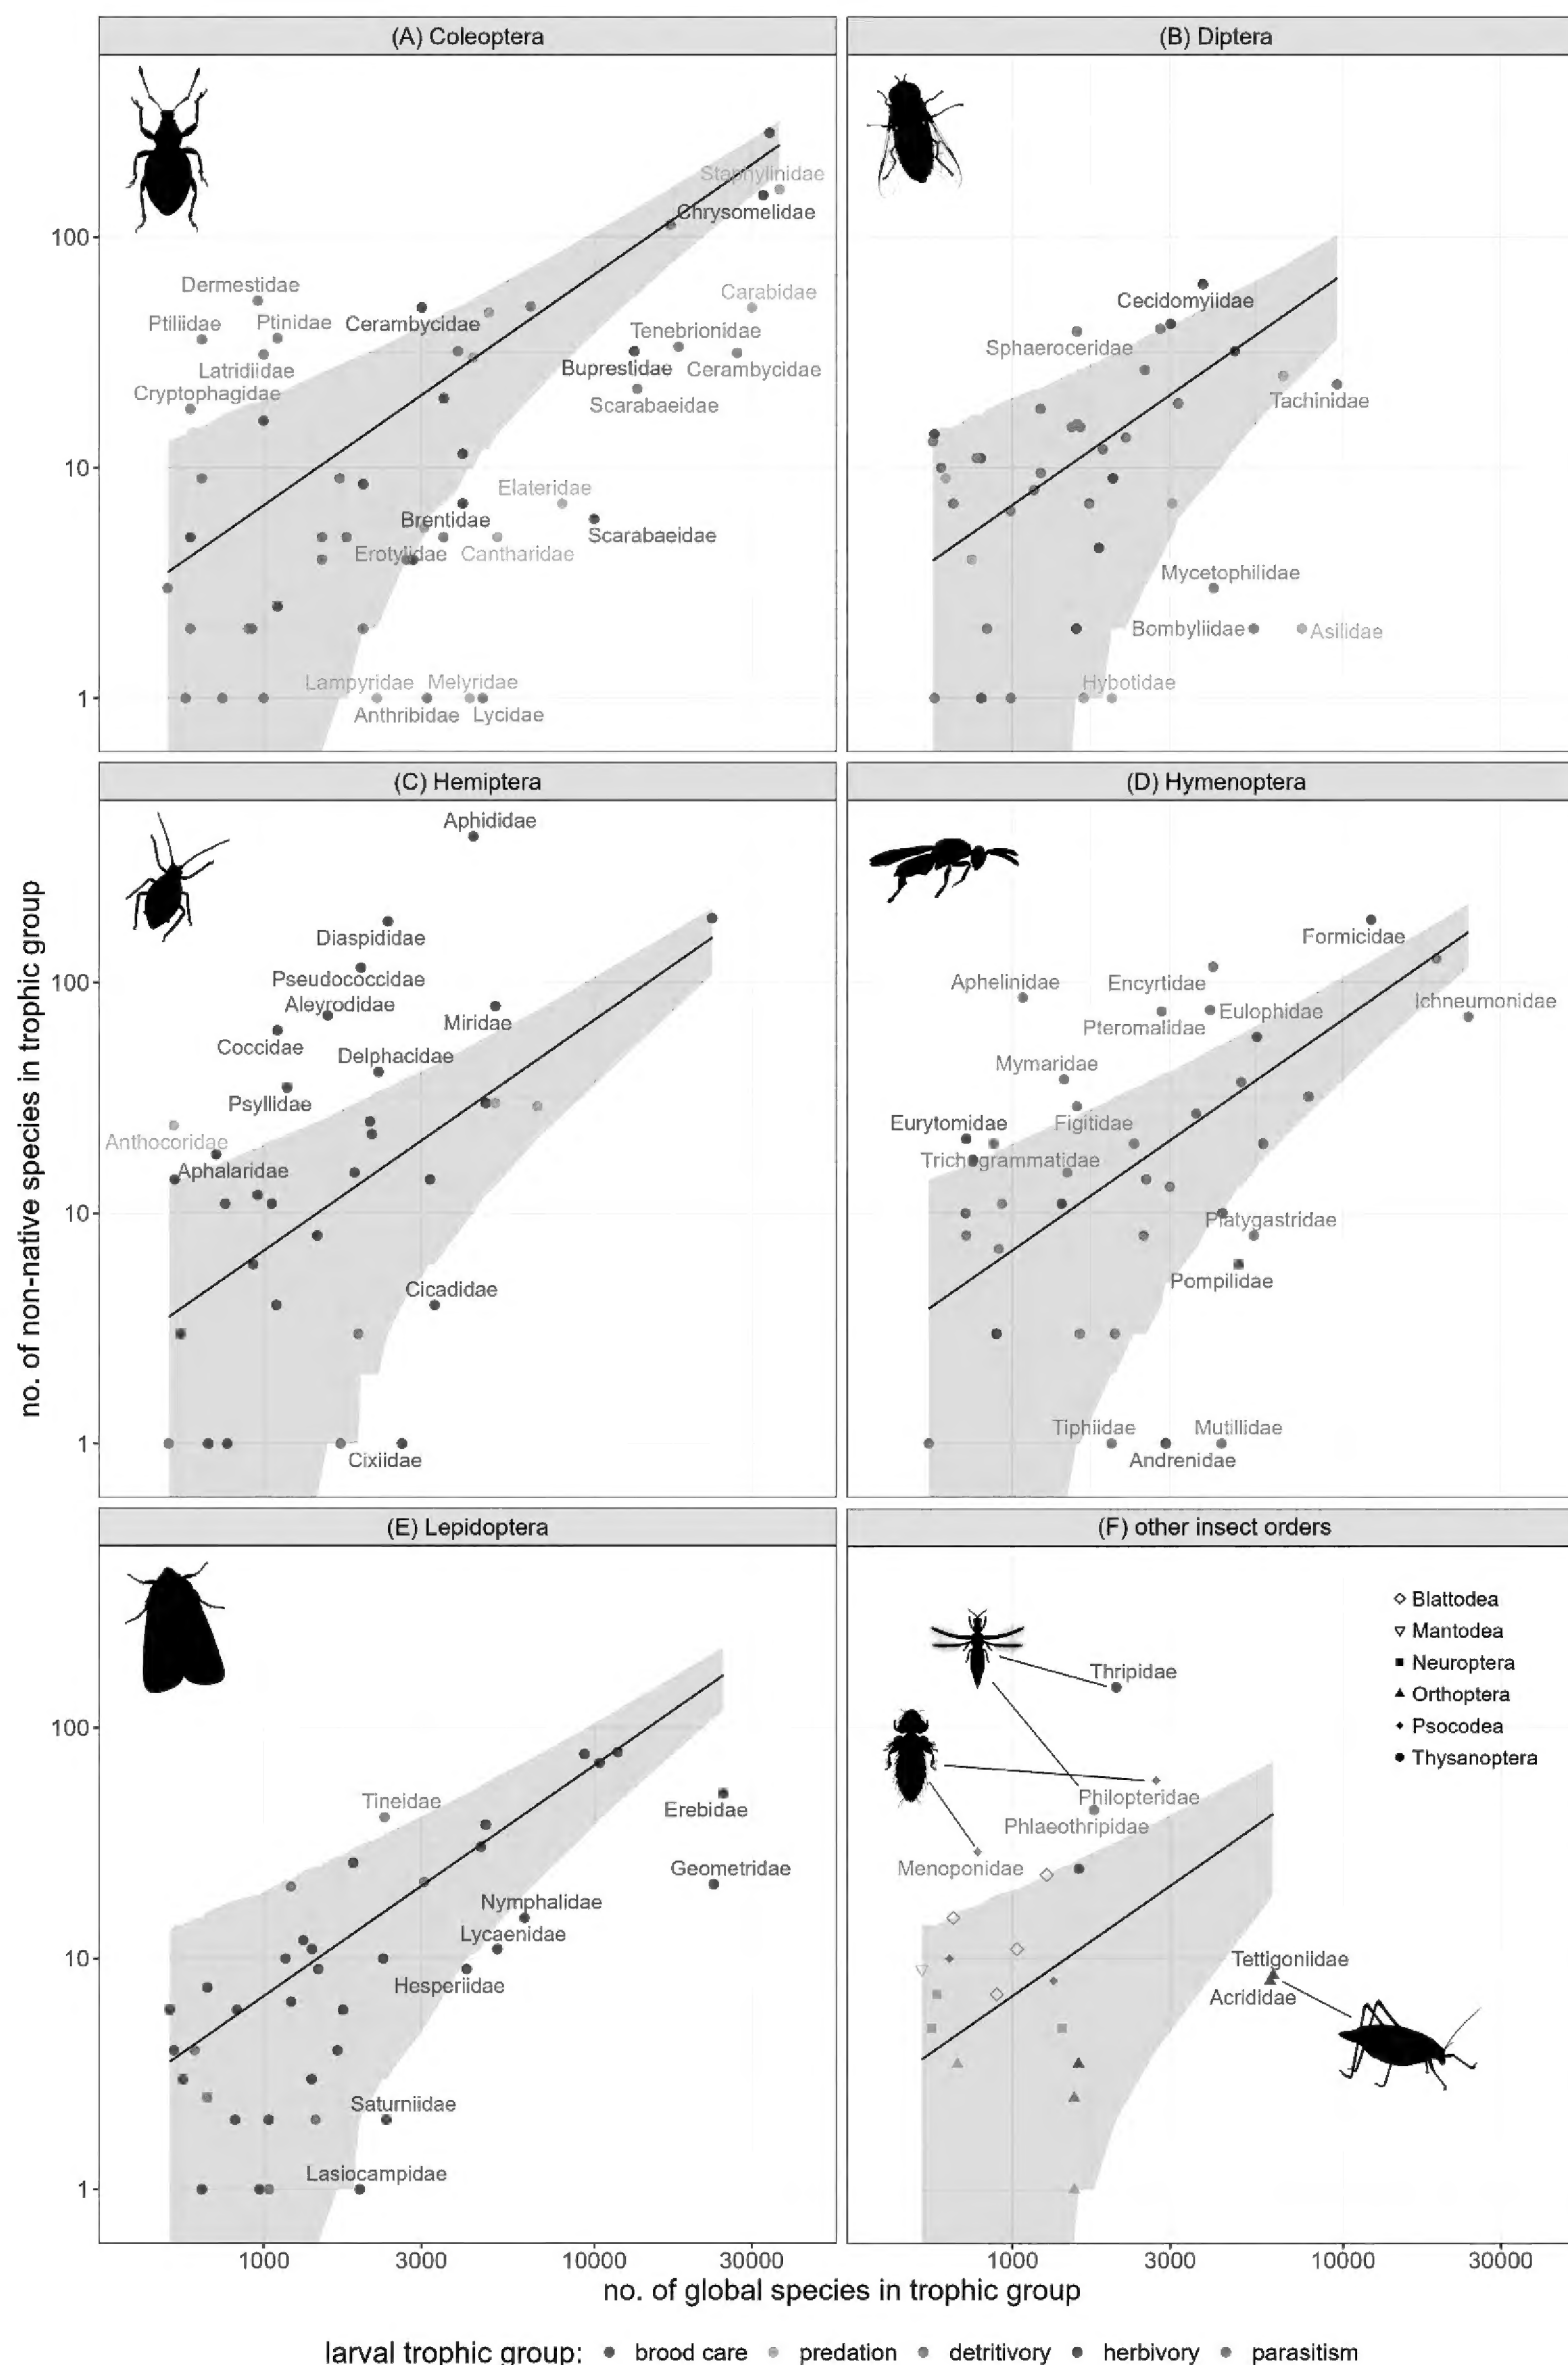 (A) Coleoptera
(B) Diptera
Staphylinidae
Chrysomelidae
100
Dermestidae
Carabidae
Ptiliidae
Ptinidae
Cerambycidae
Tenebrionidae
Latridiidae
Buprestidae
Cerambycidae
Cryptophagidae
Scarabaeidae
10
Elateridae
Brentidae
Scarabaeidae
Erotylidae
Cantharidae
Lampyridae
Melyridae
1
Anthribidae
Lycidae
Cecidomyiidae
Sphaeroceridae
Tachinidae
Mycetophilidae
Bombyliidae
Asilidae
Hybotidae
(C) Hemiptera
(D) Hymenoptera
Aphididae
Diaspididae
Pseudococcidae
100
Aleyrodidae
Miridae
Coccidae
Delphacidae
Psyllidae
Anthocoridae
Aphalaridae
10
Cicadidae
1
Cixiidae
Formicidae
Aphelinidae
Encyrtidae
Ichneumonidae
Eulophidae
Pteromalidae
Mymaridae
Eurytomidae
Figitidae
Trichogrammatidae
Platygastridae
Pompilidae
Tiphiidae
Mutillidae
Andrenidae
no. of non-native species in trophic group
(E) Lepidoptera
(F) other insect orders
100
Tineidae
Erebidae
Geometridae
Nymphalidae
Lycaenidae
10
Hesperiidae
Saturniidae
Lasiocampidae
1
Blattodea
Mantodea
Neuroptera
Orthoptera
Psocodea
Thysanoptera
Thripidae
Philopteridae
Phlaeothripidae
Menoponidae
Tettigoniidae
Acrididae
1000 3000 10000 30000
1000 3000 10000 30000
no. of global species in trophic group
larval trophic group: brood care predation detritivory herbivory parasitism